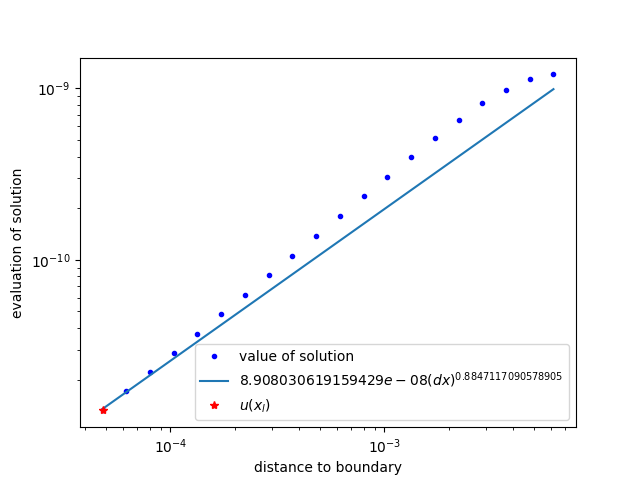 evaluation of solution
10^{-9}
10^{-10}
value of solution
8.908030619159429e − 08(dx)^{0.8847117090578905}
u(x_l)
10^{-4} 10^{-3}
distance to boundary